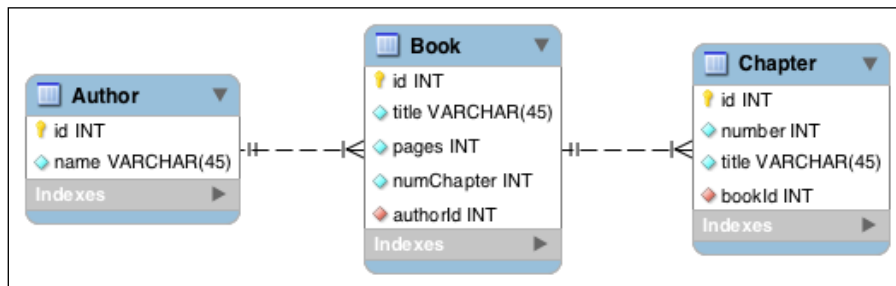 Author
id INT
name VARCHAR(45)
Indexes
Book
id INT
title VARCHAR(45)
pages INT
numChapter INT
authorId INT
Indexes
Chapter
id INT
number INT
title VARCHAR(45)
bookId INT
Indexes